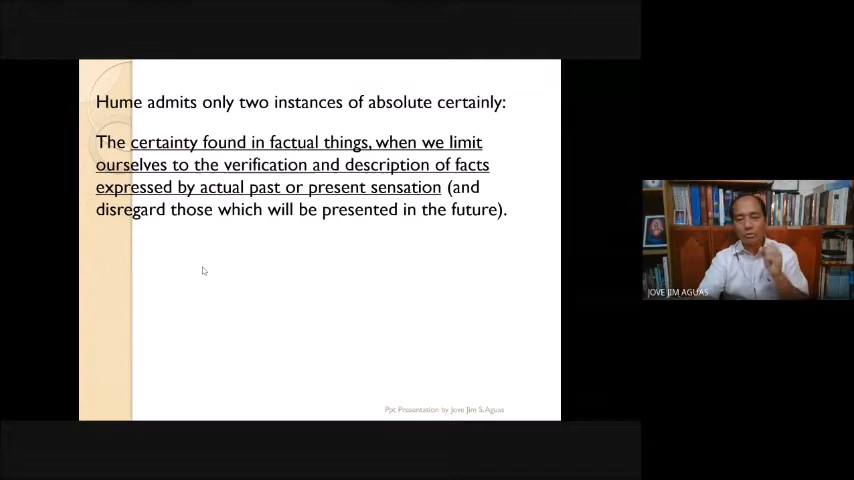 Hume admits only two instances of absolute certainly:
The certainty found in factual things, when we limit
ourselves to the verification and description of facts
expressed by actual past or present sensation (and
disregard those which will be presented in the future).
Ppt Presentation by Jove Jim S. Aguas
JOVE JIM AGUAS